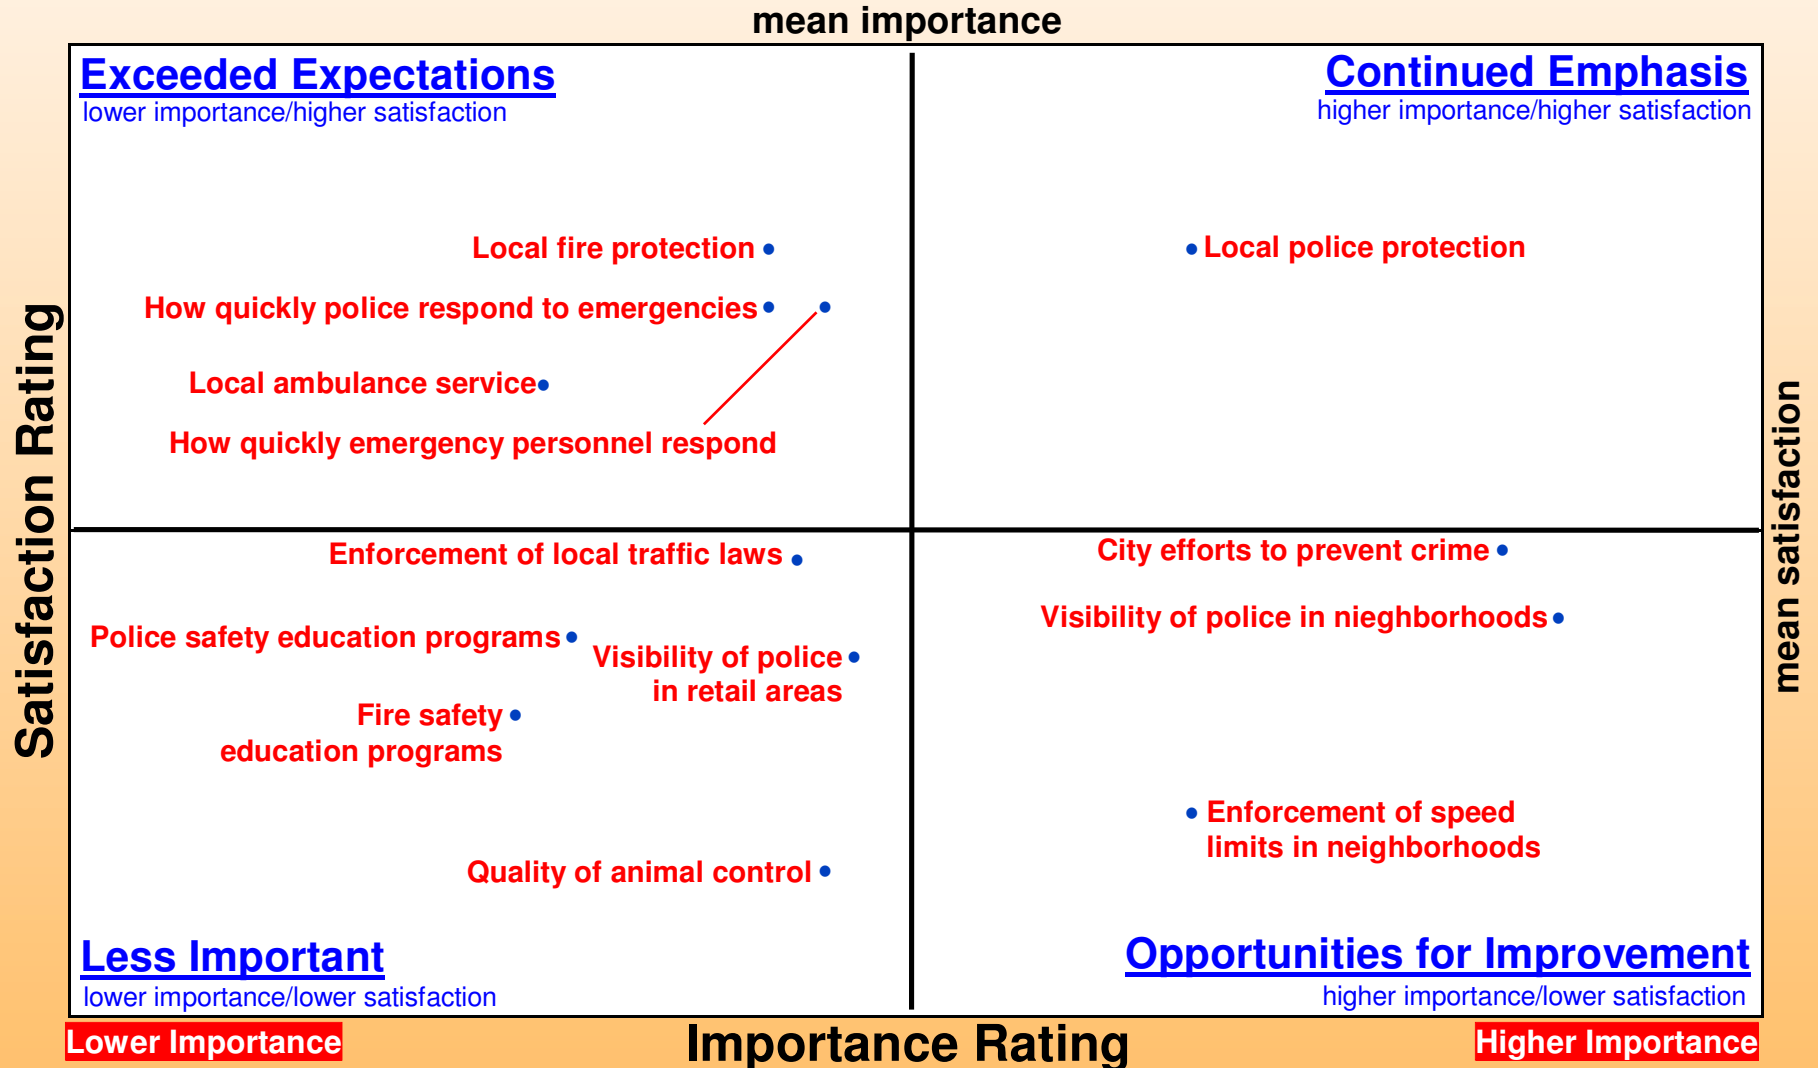 mean importance
Exceeded Expectations
lower importance/higher satisfaction
Continued Emphasis
higher importance/higher satisfaction
Local fire protection
Local police protection
How quickly police respond to emergencies
Local ambulance service
How quickly emergency personnel respond
Satisfaction Rating
mean satisfaction
Enforcement of local traffic laws
City efforts to prevent crime
Visibility of police in nieghborhoods
Police safety education programs
Visibility of police
in retail areas
Fire safety
education programs
Enforcement of speed
limits in neighborhoods
Quality of animal control
Less Important
lower importance/lower satisfaction
Opportunities for Improvement
higher importance/lower satisfaction
Lower Importance
Importance Rating
Higher Importance